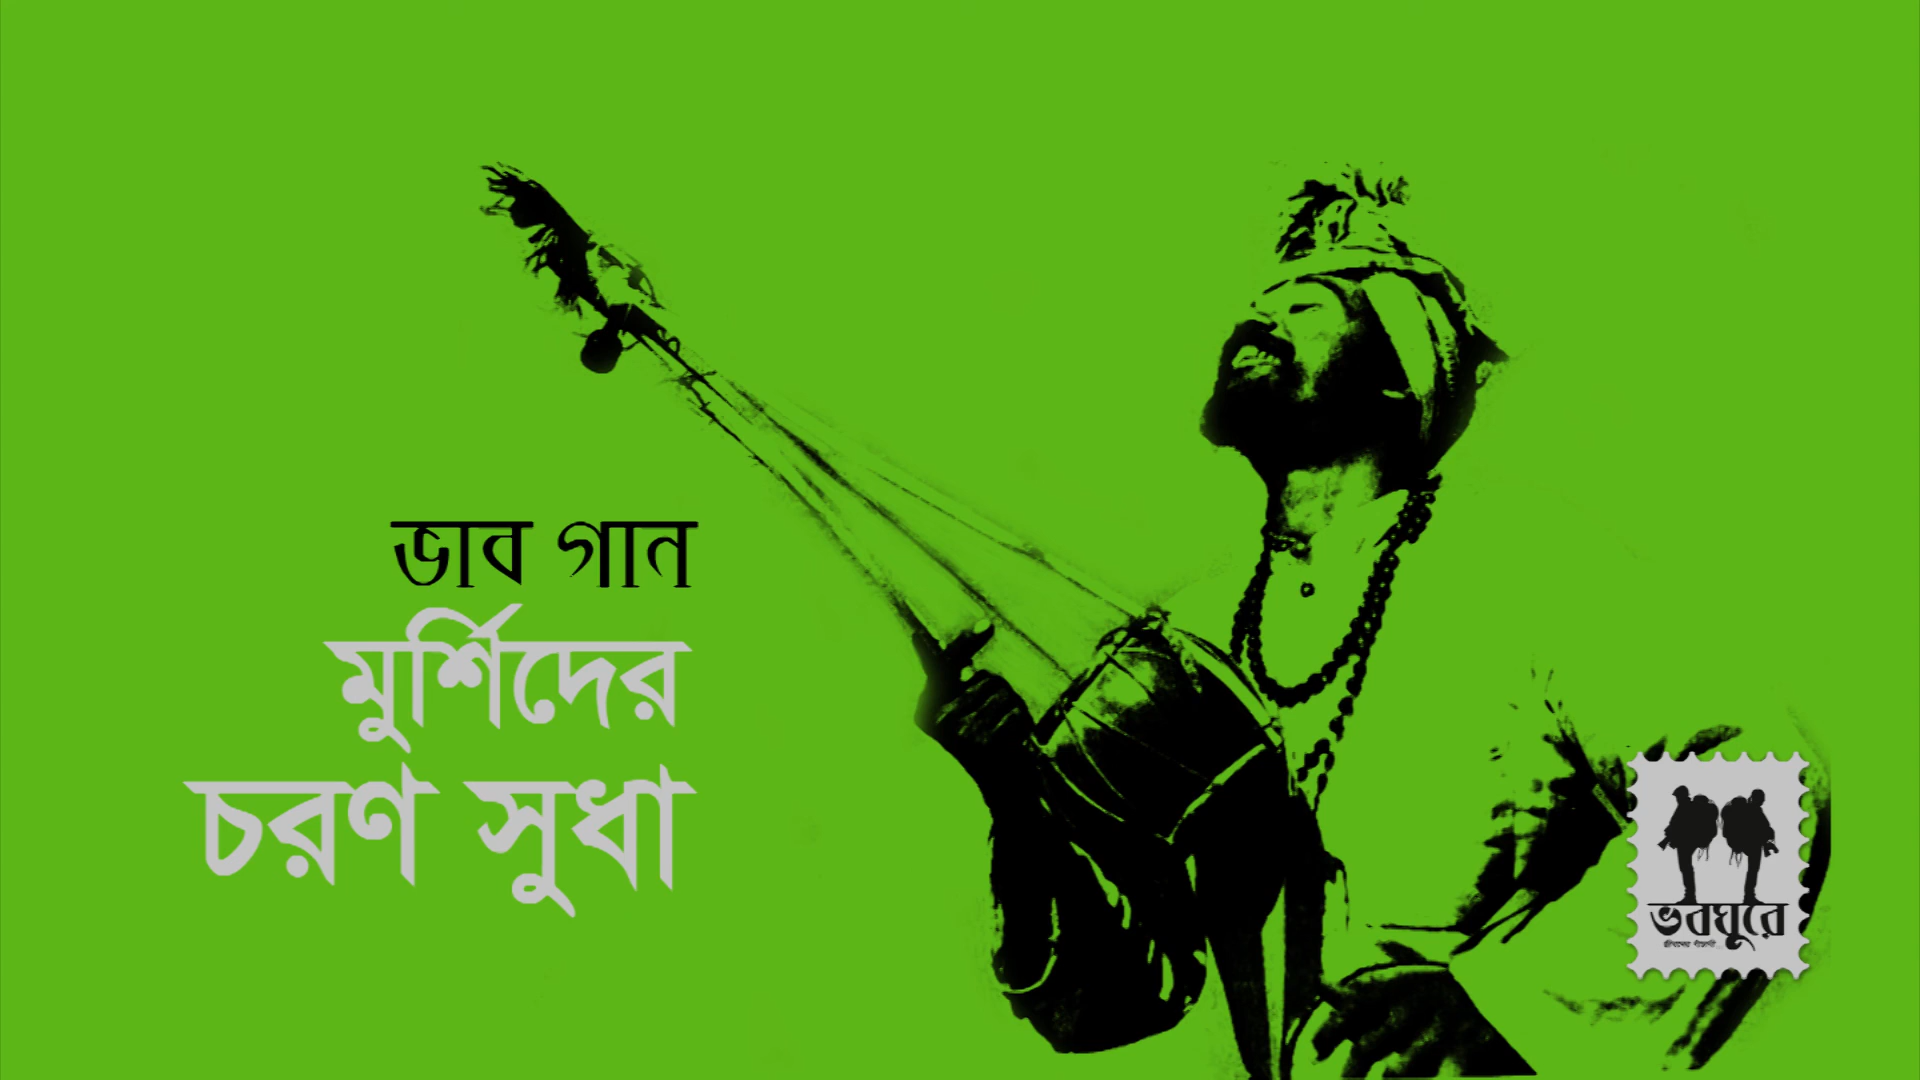 ভাব গান
মুর্শিদের
চরণ সুধা
ভবঘুরে